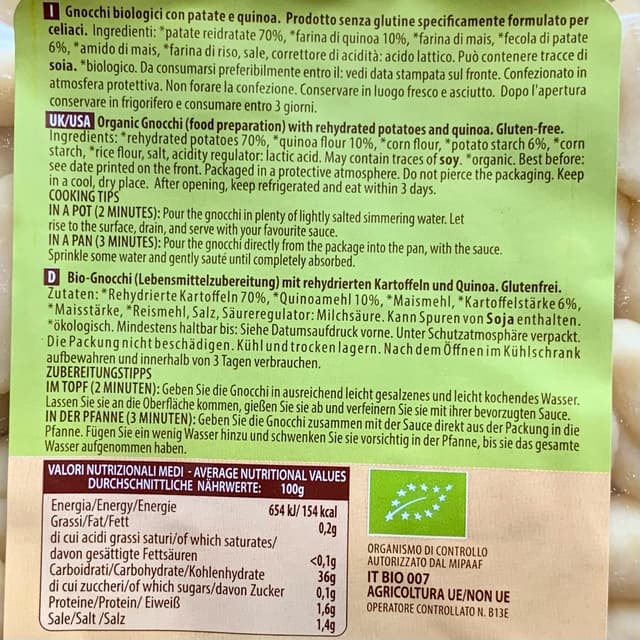 I Gnocchi biologici con patate e quinoa. Prodotto senza glutine specificamente formulato per
celiaci. Ingredienti: *patate reidratate 70%, *farina di quinoa 10%, *farina di mais, *fecola di patate
6%, *amido di mais, *farina di riso, sale, correttore di acidità: acido lattico. Può contenere tracce di
soia. *biologico. Da consumarsi preferibilmente entro il: vedi data stampata sul fronte. Confezionato in
atmosfera protettiva. Non forare la confezione. Conservare in luogo fresco e asciutto. Dopo l'apertura
conservare in frigorifero e consumare entro 3 giorni.
UK/USA Organic Gnocchi (food preparation) with rehydrated potatoes and quinoa. Gluten-free.
Ingredients: *rehydrated potatoes 70%, *quinoa flour 10%, *corn flour, *potato starch 6%, *corn
starch, *rice flour, salt, acidity regulator: lactic acid. May contain traces of soy. *organic. Best before:
see date printed on the front. Packaged in a protective atmosphere. Do not pierce the packaging. Keep
in a cool, dry place. After opening, keep refrigerated and eat within 3 days.
COOKING TIPS
IN A POT (2 MINUTES): Pour the gnocchi in plenty of lightly salted simmering water. Let
rise to the surface, drain, and serve with your favourite sauce.
IN A PAN (3 MINUTES): Pour the gnocchi directly from the package into the pan, with the sauce.
Sprinkle some water and gently sauté until completely absorbed.
D Bio-Gnocchi (Lebensmittelzubereitung) mit rehydrierten Kartoffeln und Quinoa. Glutenfrei.
Zutaten: *Rehydrierte Kartoffeln 70%, *Quinoamehl 10%, *Maismehl, *Kartoffelstärke 6%,
*Maisstärke, *Reismehl, Salz, Säureregulator: Milchsäure. Kann Spuren von Soja enthalten.
*ökologisch. Mindestens haltbar bis: Siehe Datumsaufdruck vorne. Unter Schutzatmosphäre verpackt.
Die Packung nicht beschädigen. Kühl und trocken lagern. Nach dem Öffnen im Kühlschrank
aufbewahren und innerhalb von 3 Tagen verbrauchen.
ZUBEREITUNGSTIPPS
IM TOPF (2 MINUTEN): Geben Sie die Gnocchi in ausreichend leicht gesalzenes und leicht kochendes Wasser.
Lassen Sie sie an die Oberfläche kommen, gießen Sie sie ab und verfeinern Sie sie mit ihrer bevorzugten Sauce.
IN DER PFANNE (3 MINUTEN): Geben Sie die Gnocchi zusammen mit der Sauce direkt aus der Packung in die
Pfanne. Fügen Sie ein wenig Wasser hinzu und schwenken Sie sie vorsichtig in der Pfanne, bis sie das gesamte
Wasser aufgenommen haben.
VALORI NUTRIZIONALI MEDI - AVERAGE NUTRITIONAL VALUES
DURCHSCHNITTLICHE NÄHRWERTE: 100g
Energia/Energy/Energie 654 kJ/ 154 kcal
Grassi/Fat/Fett 0,2g
di cui acidi grassi saturi/of which saturates/
davon gesättigte Fettsäuren <0,1g
Carboidrati/Carbohydrate/Kohlenhydrate 36g
di cui zuccheri/of which sugars/davon Zucker 0,1g
Proteine/Protein/ Eiweiß 1,6g
Sale/Salt /Salz 1,4g
ORGANISMO DI CONTROLLO
AUTORIZZATO DAL MIPAAF
IT BIO 007
AGRICOLTURA UE/NON UE
OPERATORE CONTROLLATO N. B13E